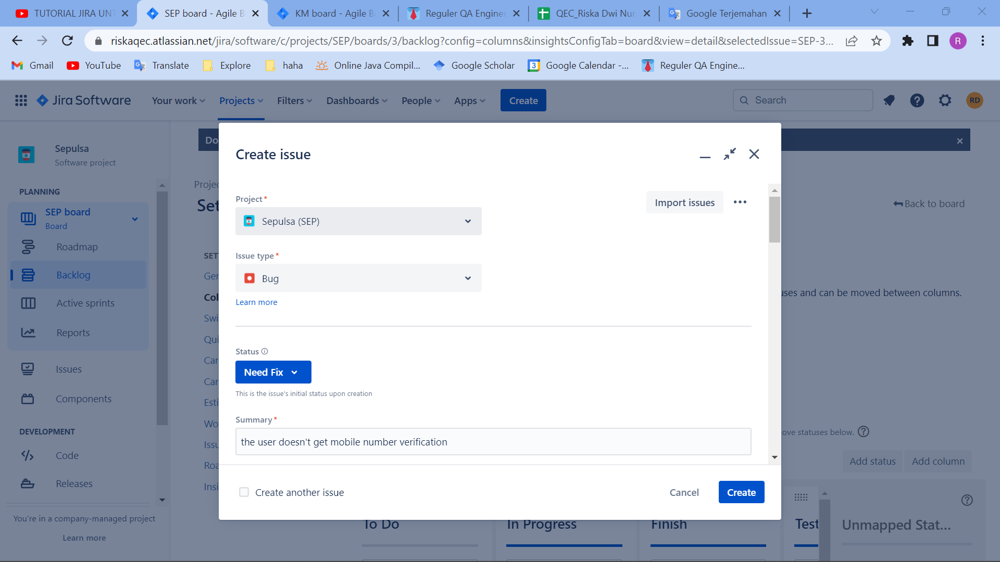 TUTORIAL JIRA UNT
SEP board - Agile B
KM board - Agile B
Reguler QA Enginee
QEC_Riska Dwi Nur
Google Terjemahan
riskaqec.atlassian.net/jira/software/c/projects/SEP/boards/3/backlog?config=columns&insightsConfigTab=board&view=detail&selectedIssue=SEP-3...
R
Gmail
YouTube
Translate
Explore
haha
Online Java Compil...
Google Scholar
3
Google Calendar -...
Reguler QA Engine...
Jira Software
Your work
Projects
Filters
Dashboards
People
Apps
Create
Search
RD
Sepulsa
Software project
PLANNING
SEP board
Board
Roadmap
Backlog
Active sprints
Reports
Issues
Components
DEVELOPMENT
Code
Releases
You're in a company-managed project
Learn more
Do
Projec
Set
Back to board
SET
Ger
Col
Swi
Qui
Car
Car
Esti
Wo
Issu
Roa
Insi
uses and can be moved between columns.
ove statuses below.
Add status
Add column
Create issue
Project *
Import issues
Sepulsa (SEP)
Issue type *
Bug
Learn more
Status
Need Fix
This is the issue's initial status upon creation
Summary *
the user doesn't get mobile number verification
Create another issue
Cancel
Create
To Do
In Progress
Finish
Test
Unmapped Stat...